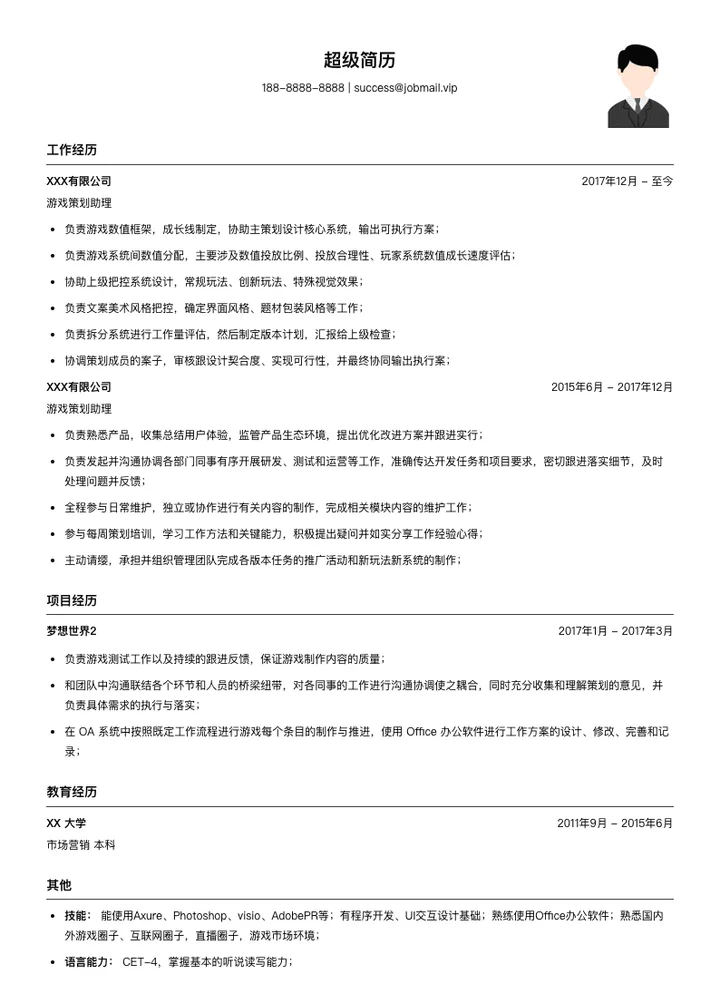 超级简历
188-8888-8888 | success@jobmail.vip
工作经历
XXX有限公司 2017年12月 – 至今
游戏策划助理
• 负责游戏数值框架，成长线制定，协助主策划设计核心系统，输出可执行方案；
• 负责游戏系统间数值分配，主要涉及数值投放比例、投放合理性、玩家系统数值成长速度评估；
• 协助上级把控系统设计，常规玩法、创新玩法、特殊视觉效果；
• 负责文案美术风格把控，确定界面风格、题材包装风格等工作；
• 负责拆分系统进行工作量评估，然后制定版本计划，汇报给上级检查；
• 协调策划成员的案子，审核跟设计契合度、实现可行性，并最终协同输出执行案；
XXX有限公司 2015年6月 – 2017年12月
游戏策划助理
• 负责熟悉产品，收集总结用户体验，监管产品生态环境，提出优化改进方案并跟进实行；
• 负责发起并沟通协调各部门同事有序开展研发、测试和运营等工作，准确传达开发任务和项目要求，密切跟进落实细节，及时
处理问题并反馈；
• 全程参与日常维护，独立或协作进行有关内容的制作，完成相关模块内容的维护工作；
• 参与每周策划培训，学习工作方法和关键能力，积极提出疑问并如实分享工作经验心得；
• 主动请缨，承担并组织管理团队完成各版本任务的推广活动和新玩法新系统的制作；
项目经历
梦想世界2 2017年1月 – 2017年3月
• 负责游戏测试工作以及持续的跟进反馈，保证游戏制作内容的质量；
• 和团队中沟通联结各个环节和人员的桥梁纽带，对各同事的工作进行沟通协调使之耦合，同时充分收集和理解策划的意见，并
负责具体需求的执行与落实；
• 在 OA 系统中按照既定工作流程进行游戏每个条目的制作与推进，使用 Office 办公软件进行工作方案的设计、修改、完善和记
录；
教育经历
XX 大学 2011年9月 – 2015年6月
市场营销 本科
其他
• 技能： 能使用Axure、Photoshop、visio、AdobePR等；有程序开发、UI交互设计基础；熟练使用Office办公软件；熟悉国内
外游戏圈子、互联网圈子，直播圈子，游戏市场环境；
• 语言能力： CET-4，掌握基本的听说读写能力；